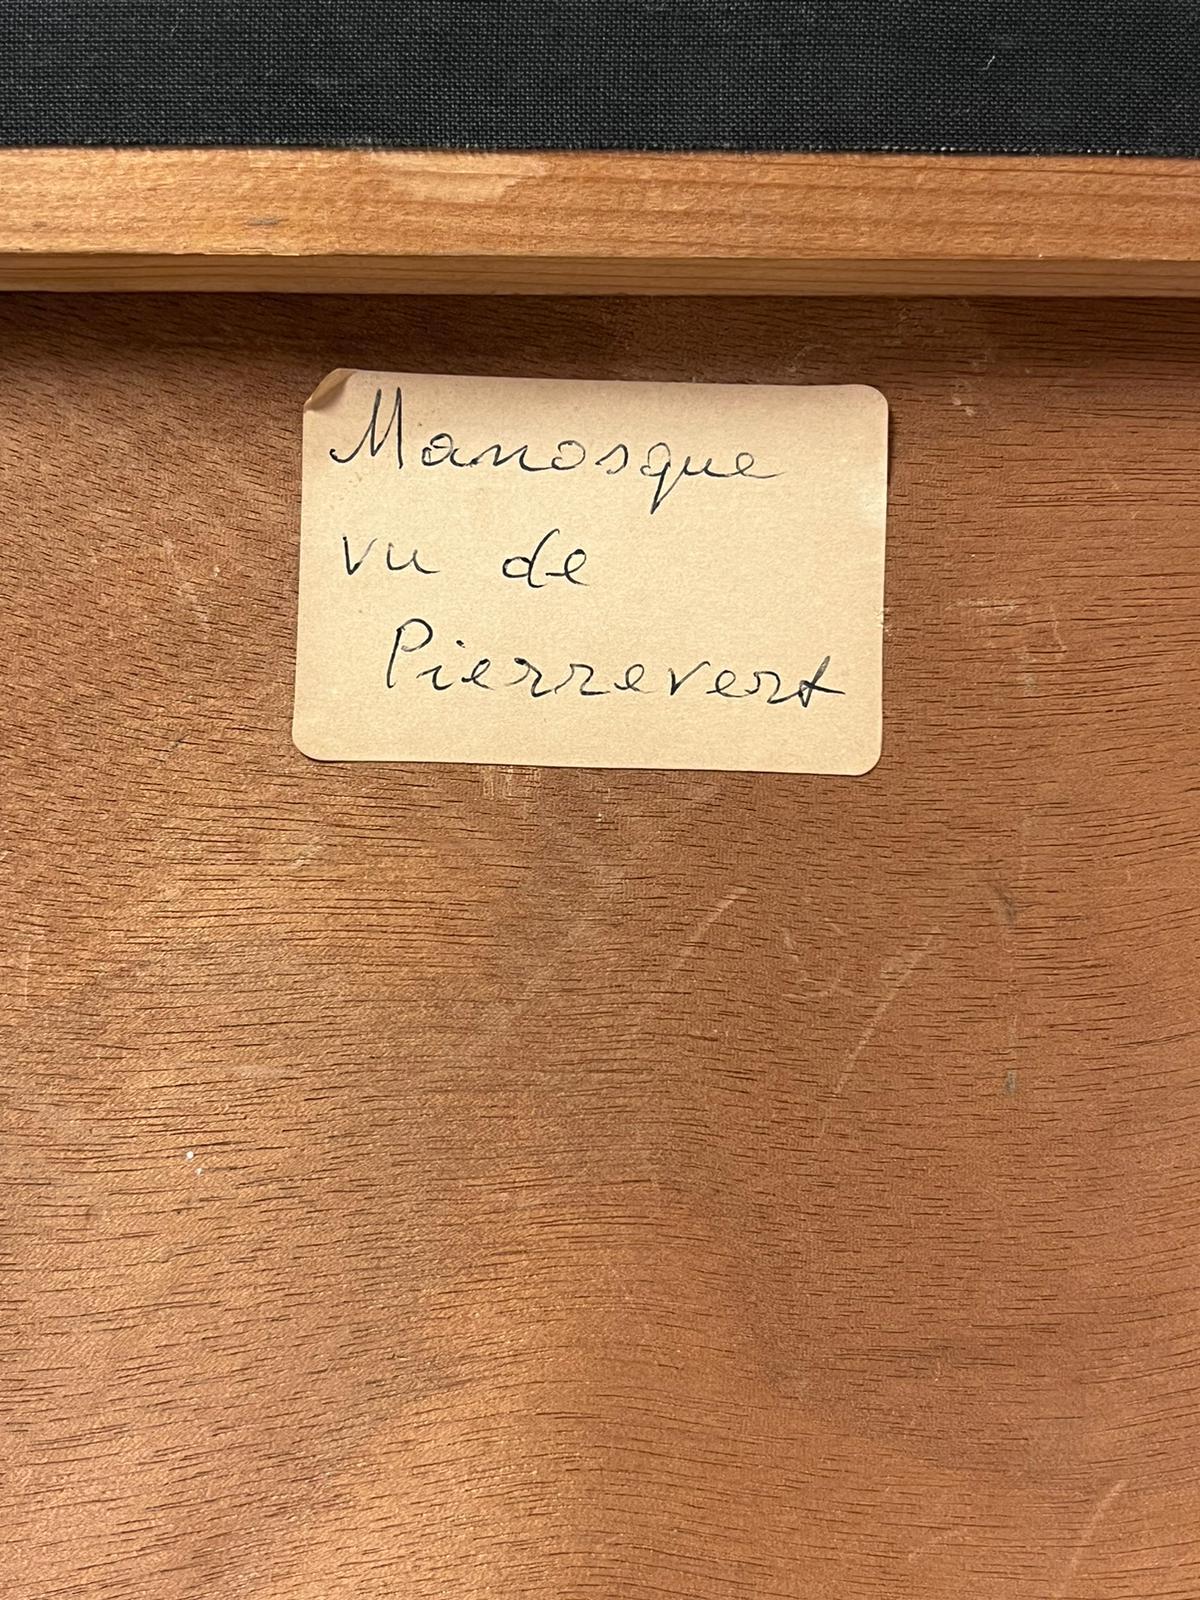 Manosque
vu de
Pierrevert